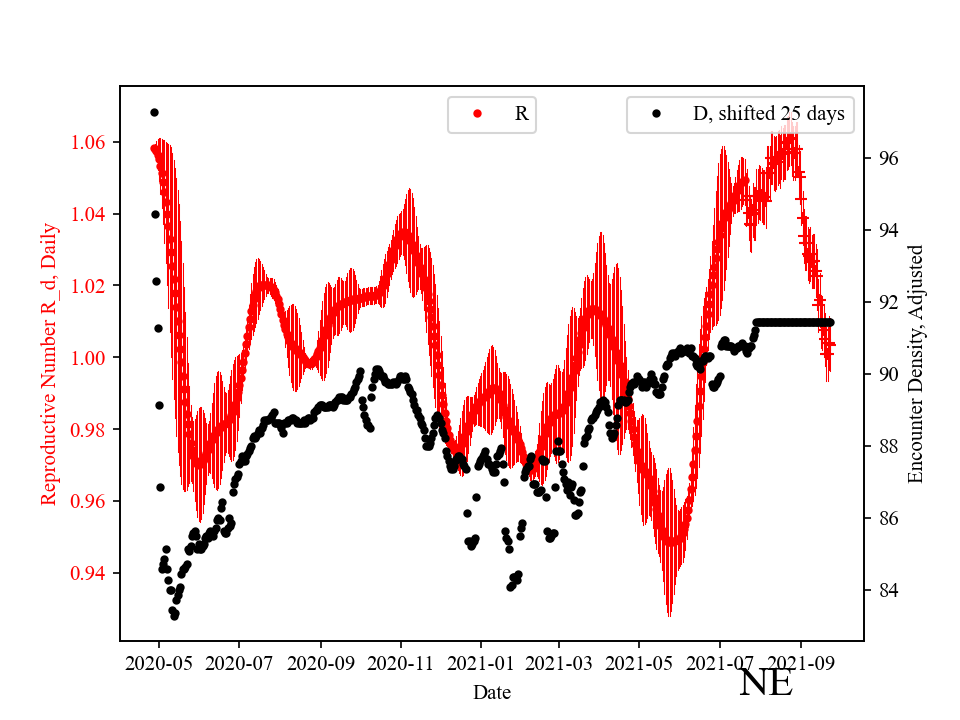 R
D, shifted 25 days
1.06
1.04
1.02
1.00
0.98
0.96
0.94
Reproductive Number R_d, Daily
96
94
92
90
88
86
84
Encounter Density, Adjusted
2020-05 2020-07 2020-09 2020-11 2021-01 2021-03 2021-05 2021-07 2021-09
Date
NE